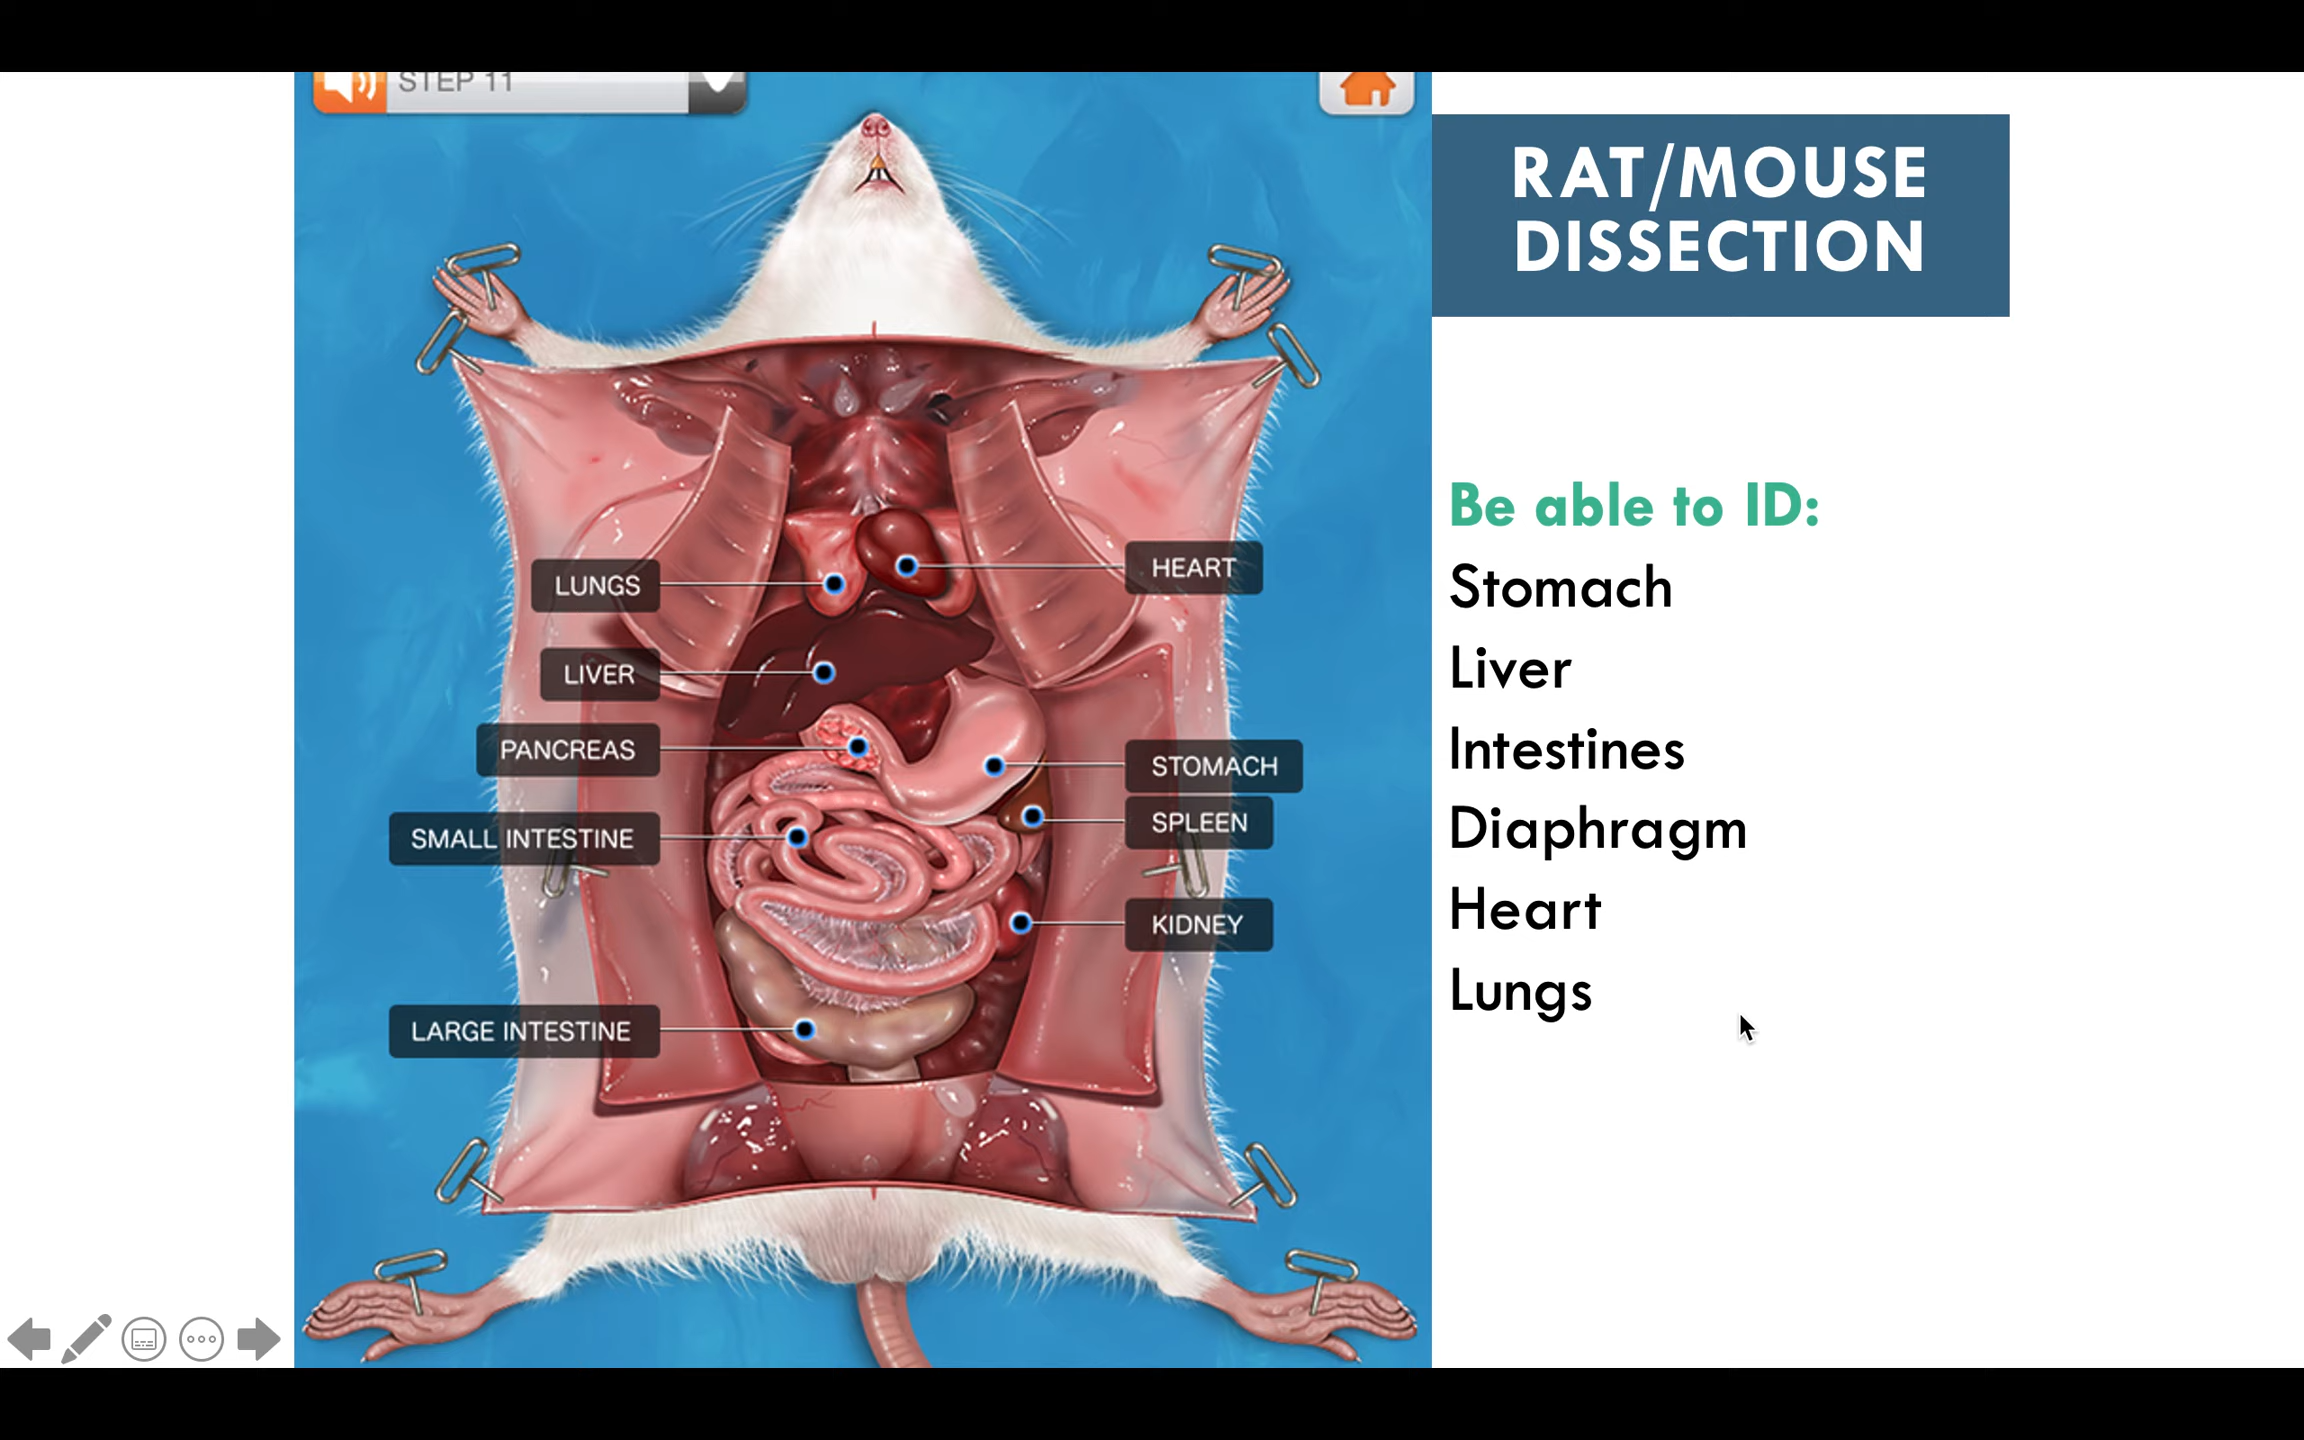 STEP 11
RAT/MOUSE
DISSECTION
LUNGS
HEART
LIVER
PANCREAS
STOMACH
SPLEEN
SMALL INTESTINE
KIDNEY
LARGE INTESTINE
Be able to ID:
Stomach
Liver
Intestines
Diaphragm
Heart
Lungs